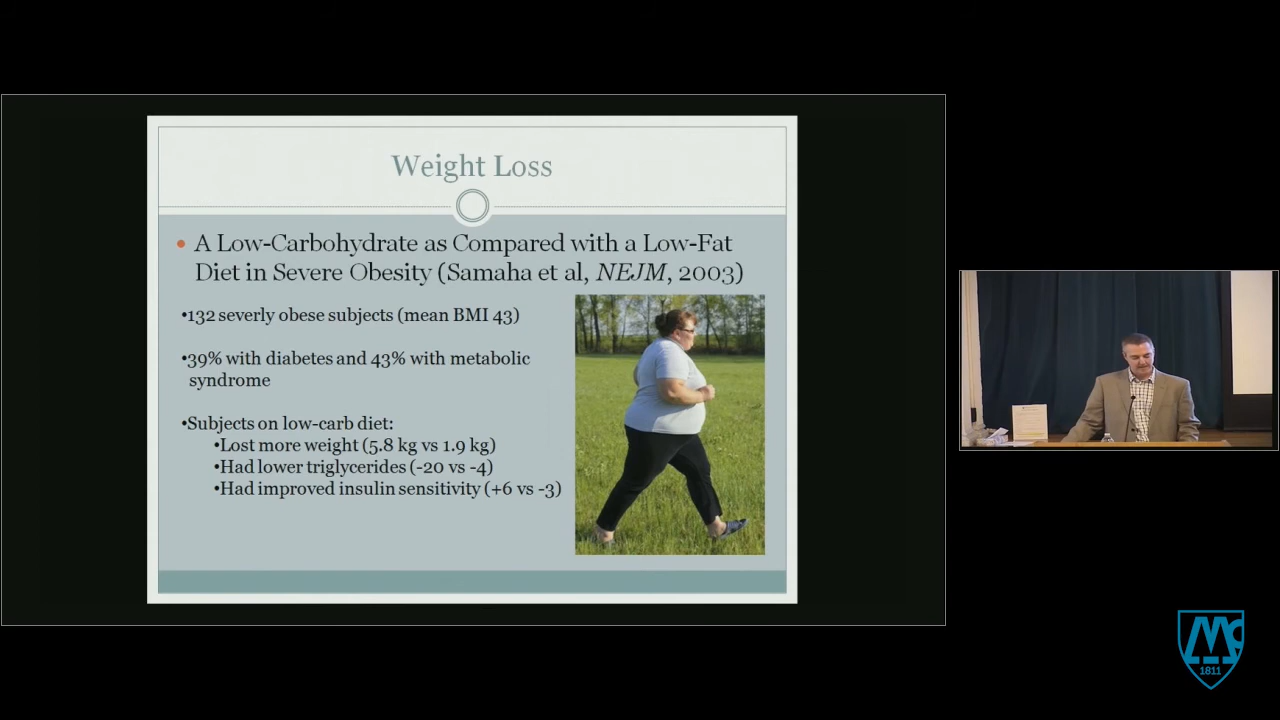 Weight Loss
• A Low-Carbohydrate as Compared with a Low-Fat
Diet in Severe Obesity (Samaha et al, NEJM, 2003)
•132 severly obese subjects (mean BMI 43)
•39% with diabetes and 43% with metabolic
syndrome
•Subjects on low-carb diet:
•Lost more weight (5.8 kg vs 1.9 kg)
•Had lower triglycerides (-20 vs -4)
•Had improved insulin sensitivity (+6 vs -3)
1811